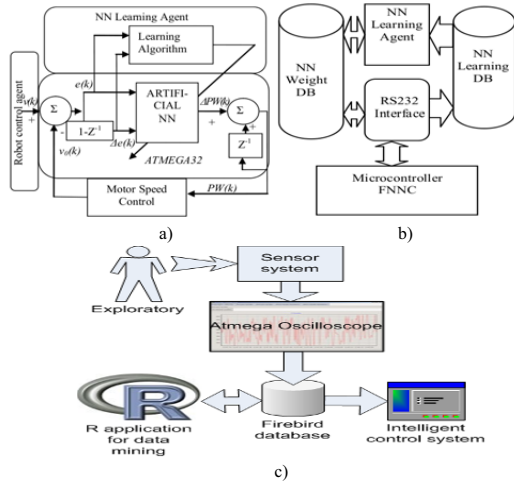 NN Learning Agent
Learning
Algorithm
Robot control agent
v(k)
+
Σ
-
e(k)
1-Z⁻¹
Δe(k)
v₀(k)
ARTIFI-
CIAL
NN
ATMEGA32
ΔPW(k)
+
Σ
+
Z⁻¹
PW(k)
Motor Speed
Control
a)
NN
Weight
DB
NN
Learning
Agent
NN
Learning
DB
RS232
Interface
Microcontroller
FNNC
b)
Exploratory
Sensor
system
Atmega Oscilloscope
R
R application
for data
mining
Firebird
database
Intelligent
control system
c)